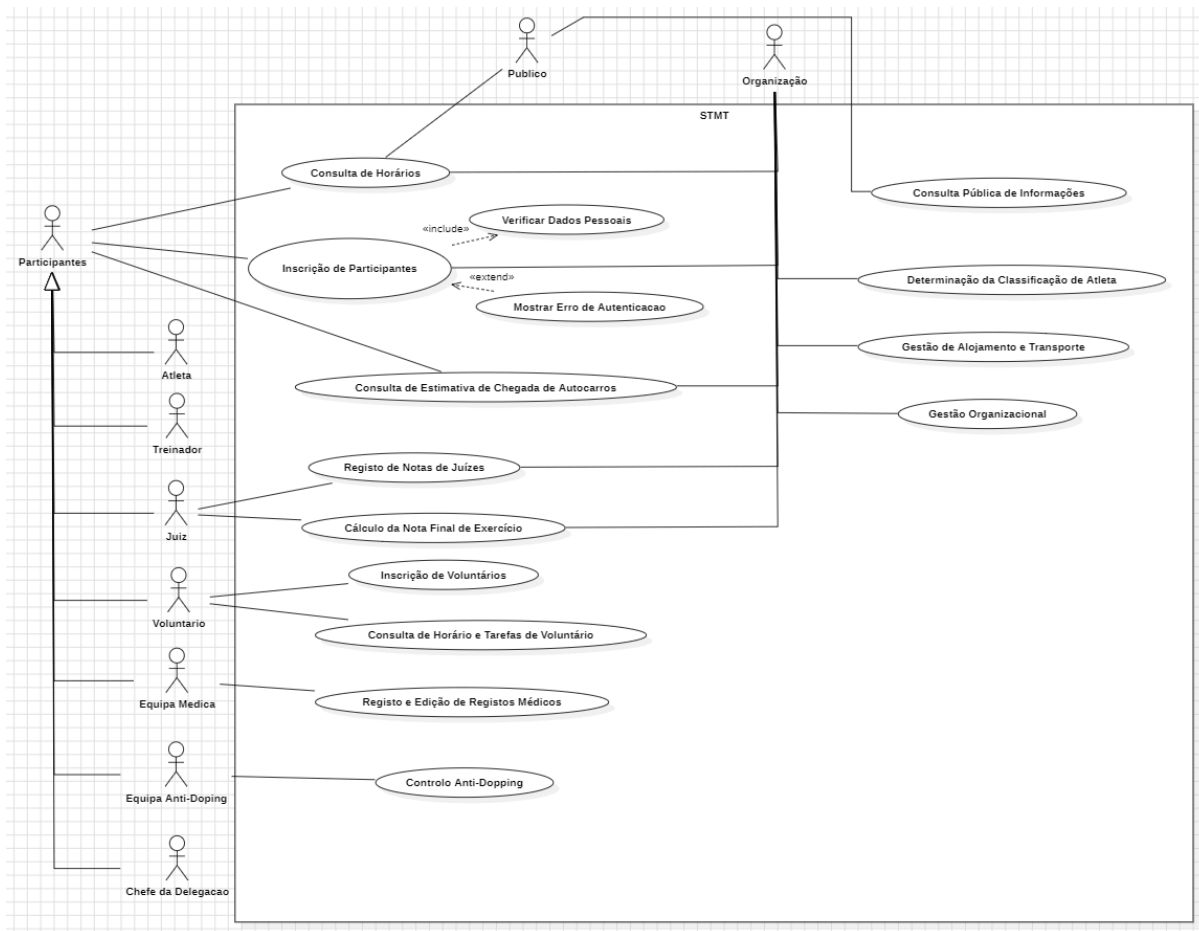 Publico
Organização
STMT
Consulta de Horários
Consulta Pública de Informações
Verificar Dados Pessoais
«include»
Participantes
Inscrição de Participantes
«extend»
Determinação da Classificação de Atleta
Mostrar Erro de Autenticacao
Gestão de Alojamento e Transporte
Atleta
Consulta de Estimativa de Chegada de Autocarros
Gestão Organizacional
Treinador
Registo de Notas de Juízes
Cálculo da Nota Final de Exercício
Juiz
Inscrição de Voluntários
Voluntario
Consulta de Horário e Tarefas de Voluntário
Equipa Medica
Registo e Edição de Registos Médicos
Controlo Anti-Dopping
Equipa Anti-Doping
Chefe da Delegacao